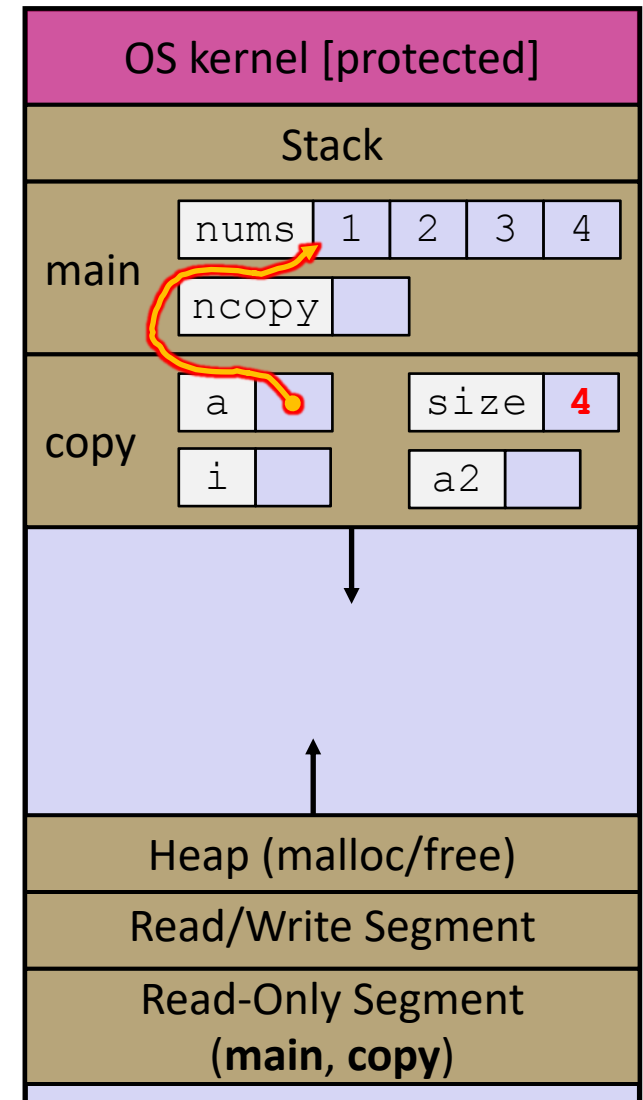 OS kernel [protected]
Stack
main
nums 1 2 3 4
ncopy
copy
a size 4
i a2
Heap (malloc/free)
Read/Write Segment
Read-Only Segment
(main, copy)